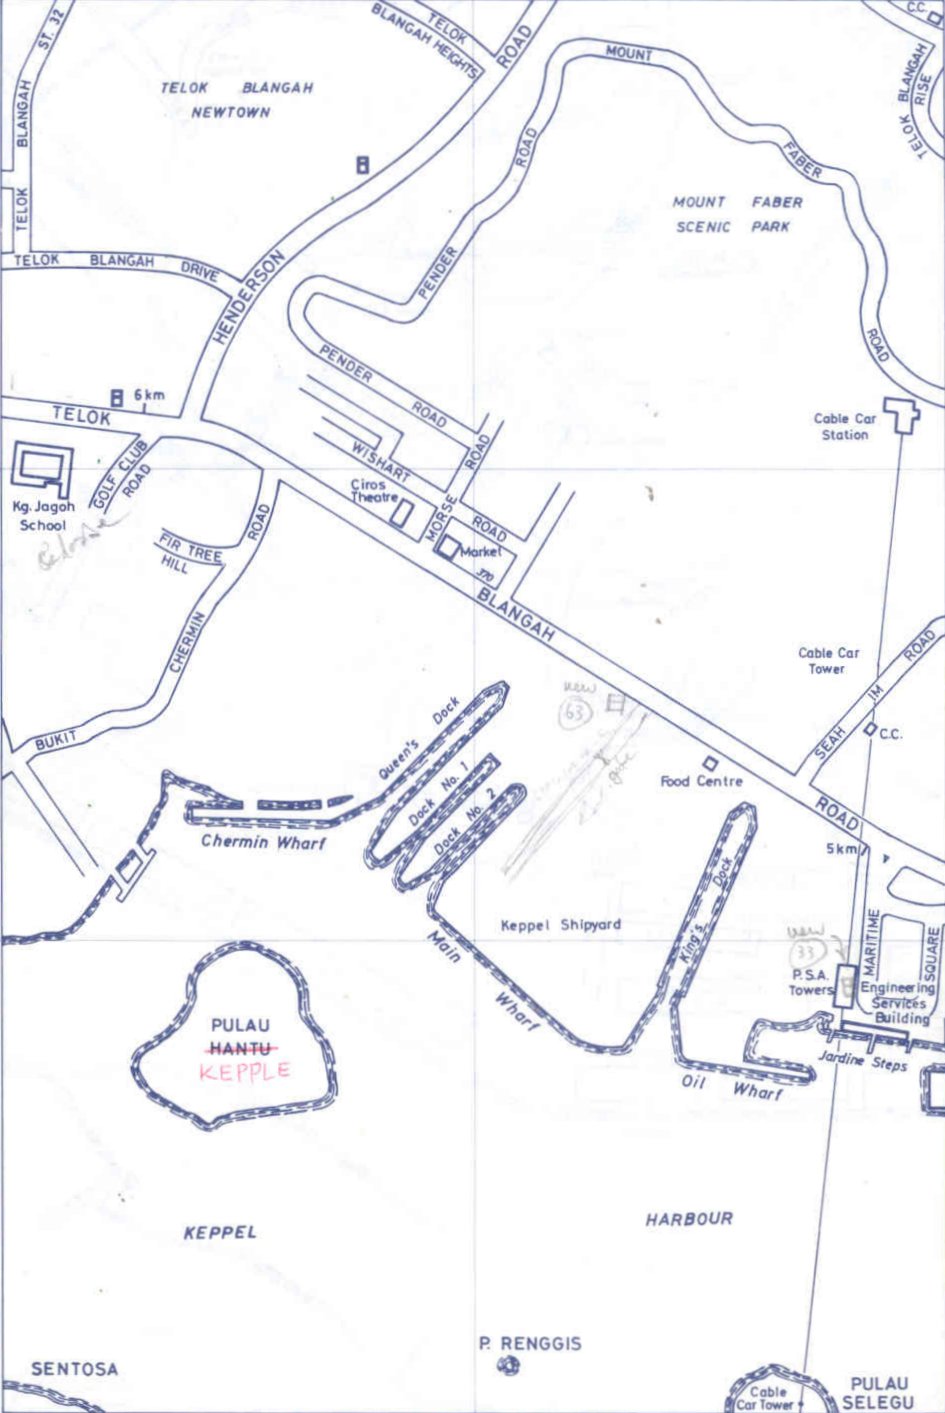 C.C.
ST. 32
BLANGAH
TELOK
TELOK
BLANGAH HEIGHTS
ROAD
MOUNT
FABER
ROAD
TELOK BLANGAH
RISE
TELOK BLANGAH
NEWTOWN
ROAD
PENDER
MOUNT FABER
SCENIC PARK
TELOK BLANGAH DRIVE
HENDERSON
PENDER
ROAD
6 km
TELOK
Cable Car
Station
GOLF CLUB
ROAD
Kg. Jagoh
School
WISHART
ROAD
Ciros
Theatre
MORSE
ROAD
Market
370
BLANGAH
FIR TREE
HILL
ROAD
CHERMIN
BUKIT
Cable Car
Tower
SEAH IM
ROAD
C.C.
new
63
gate
Queen's Dock
Dock No. 1
Dock No. 2
Food Centre
ROAD
5 km
Chermin Wharf
King's Dock
Keppel Shipyard
Main
Wharf
new
33
P.S.A.
Towers
MARITIME
SQUARE
Engineering
Services
Building
Jardine Steps
Oil Wharf
PULAU
HANTU
KEPPLE
KEPPEL
HARBOUR
P. RENGGIS
SENTOSA
Cable
Car Tower
PULAU
SELEGU